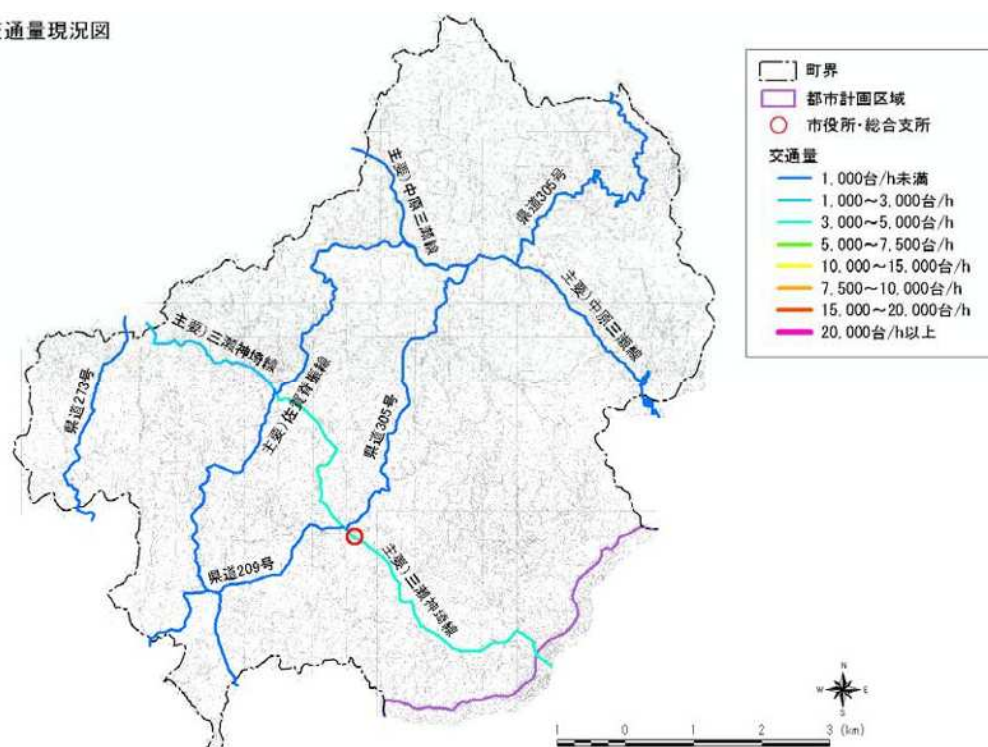 通量現況図
町界
都市計画区域
市役所・総合支所
交通量
1,000台/h未満
1,000～3,000台/h
3,000～5,000台/h
5,000～7,500台/h
10,000～15,000台/h
7,500～10,000台/h
15,000～20,000台/h
20,000台/h以上
主要)中原三瀬線
県道305号
主要)中原三瀬線
主要)三瀬神埼線
県道273号
主要)佐賀脊振線
県道305号
県道209号
主要)三瀬神埼線
N
W
E
S
1
0
1
2
3
(km)